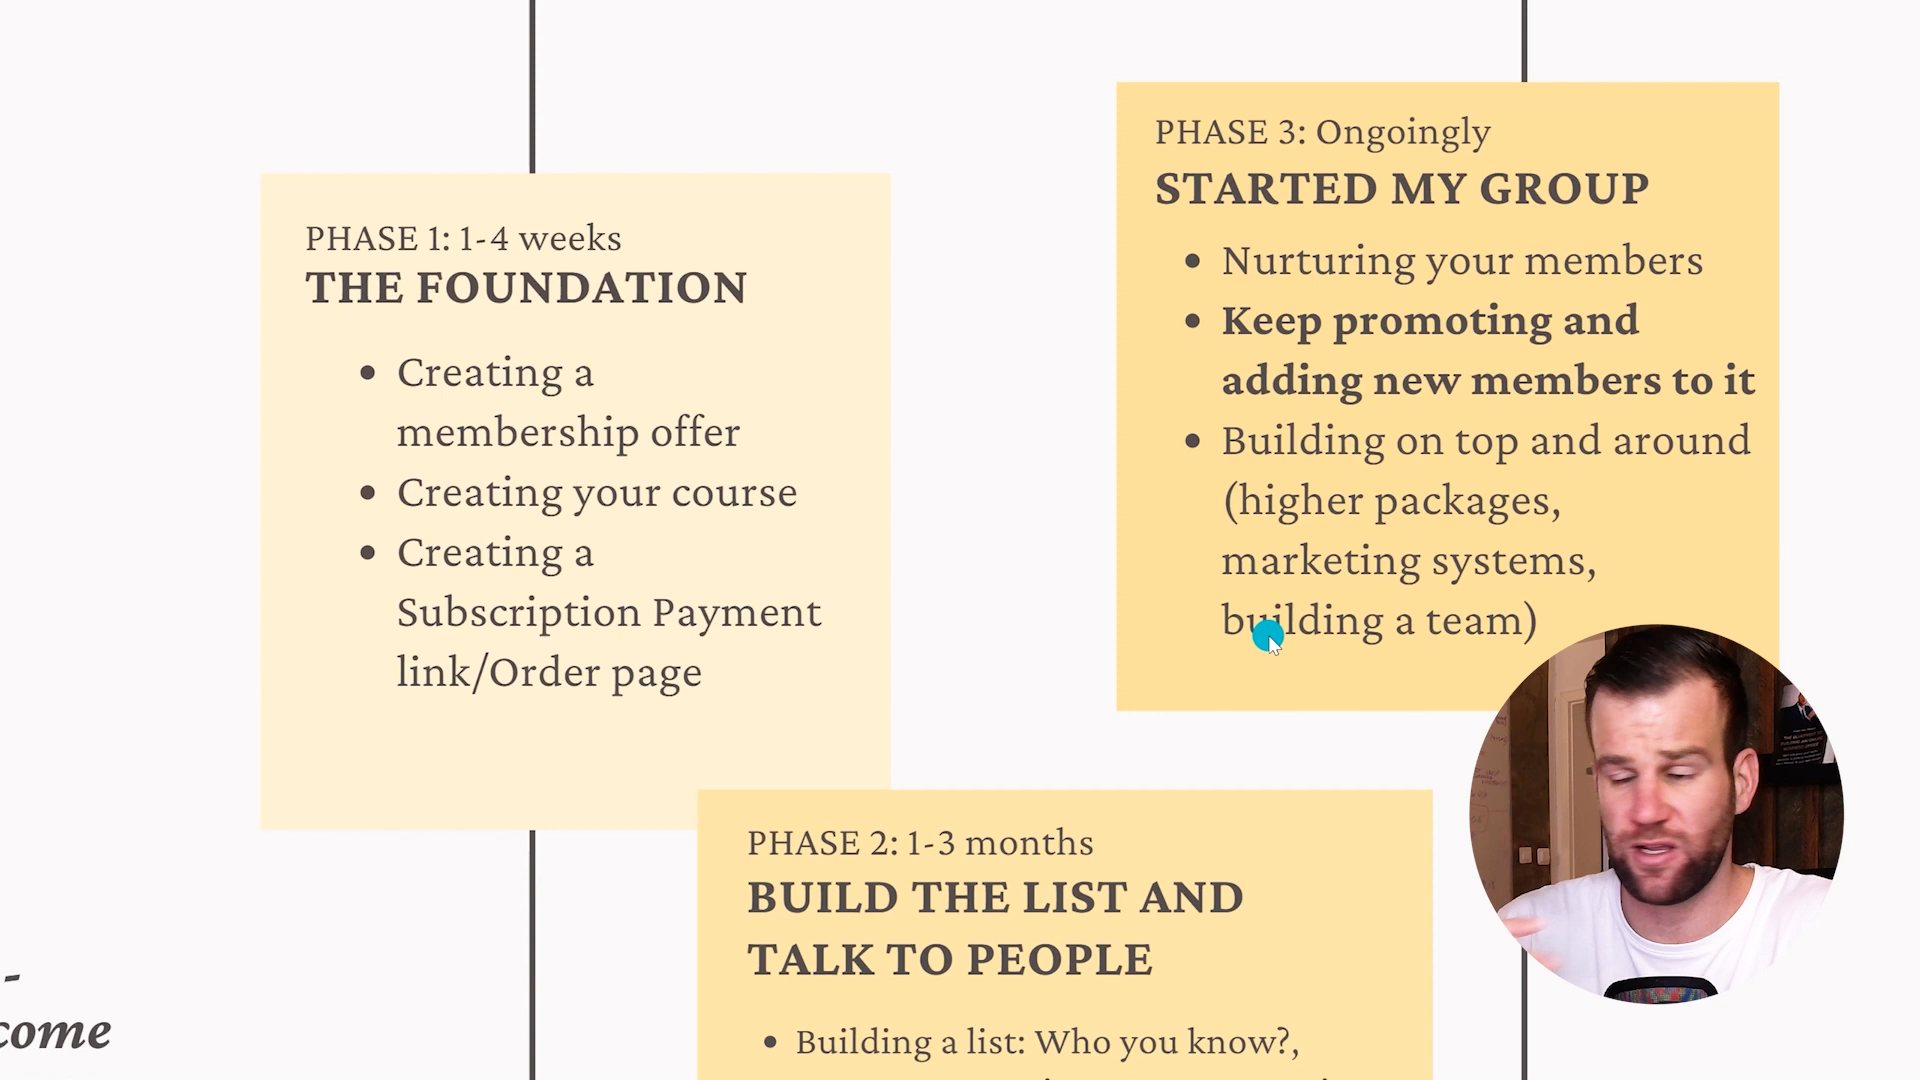 PHASE 1: 1-4 weeks
THE FOUNDATION
• Creating a
membership offer
• Creating your course
• Creating a
Subscription Payment
link/Order page
PHASE 3: Ongoingly
STARTED MY GROUP
• Nurturing your members
• Keep promoting and
adding new members to it
• Building on top and around
(higher packages,
marketing systems,
building a team)
PHASE 2: 1-3 months
BUILD THE LIST AND
TALK TO PEOPLE
• Building a list: Who you know?,
-
come